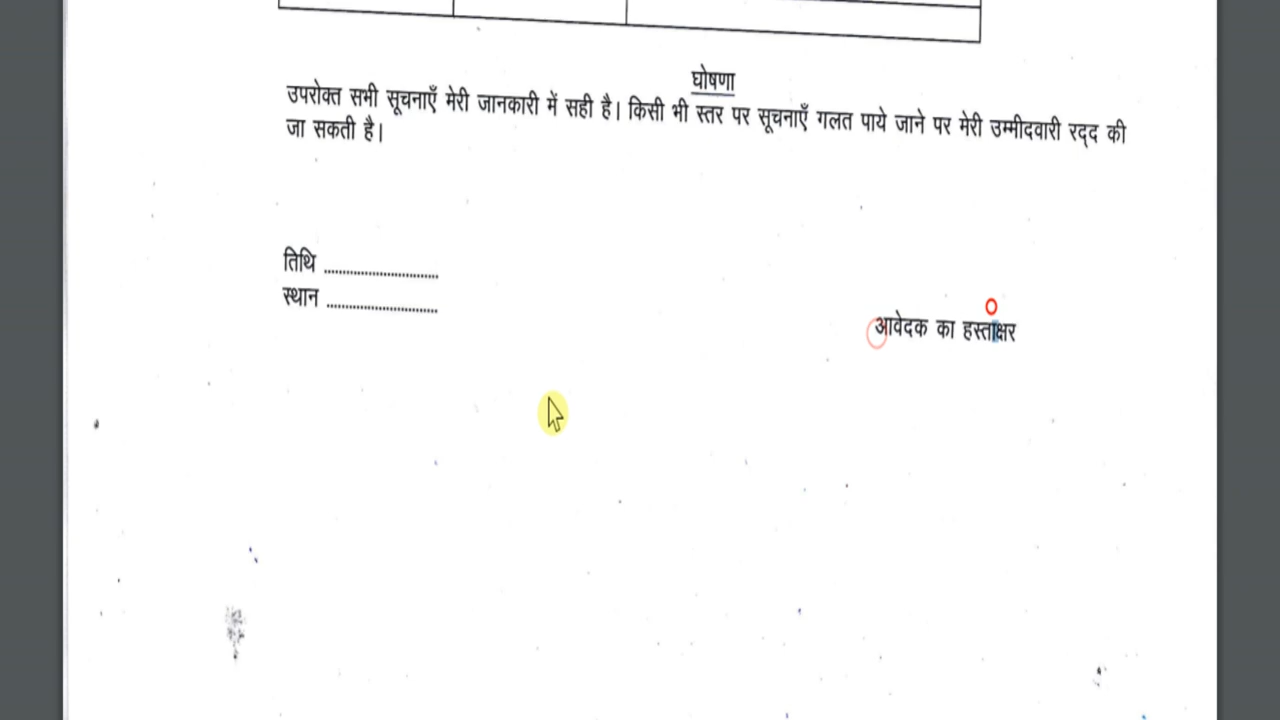 घोषणा
उपरोक्त सभी सूचनाएँ मेरी जानकारी में सही है। किसी भी स्तर पर सूचनाएँ गलत पाये जाने पर मेरी उम्मीदवारी रद्द की
जा सकती है।
तिथि ..............................
स्थान ..............................
आवेदक का हस्ताक्षर